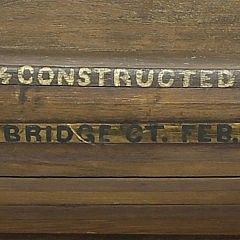 & CONSTRUCTED
BRIDGE CT. FEB.